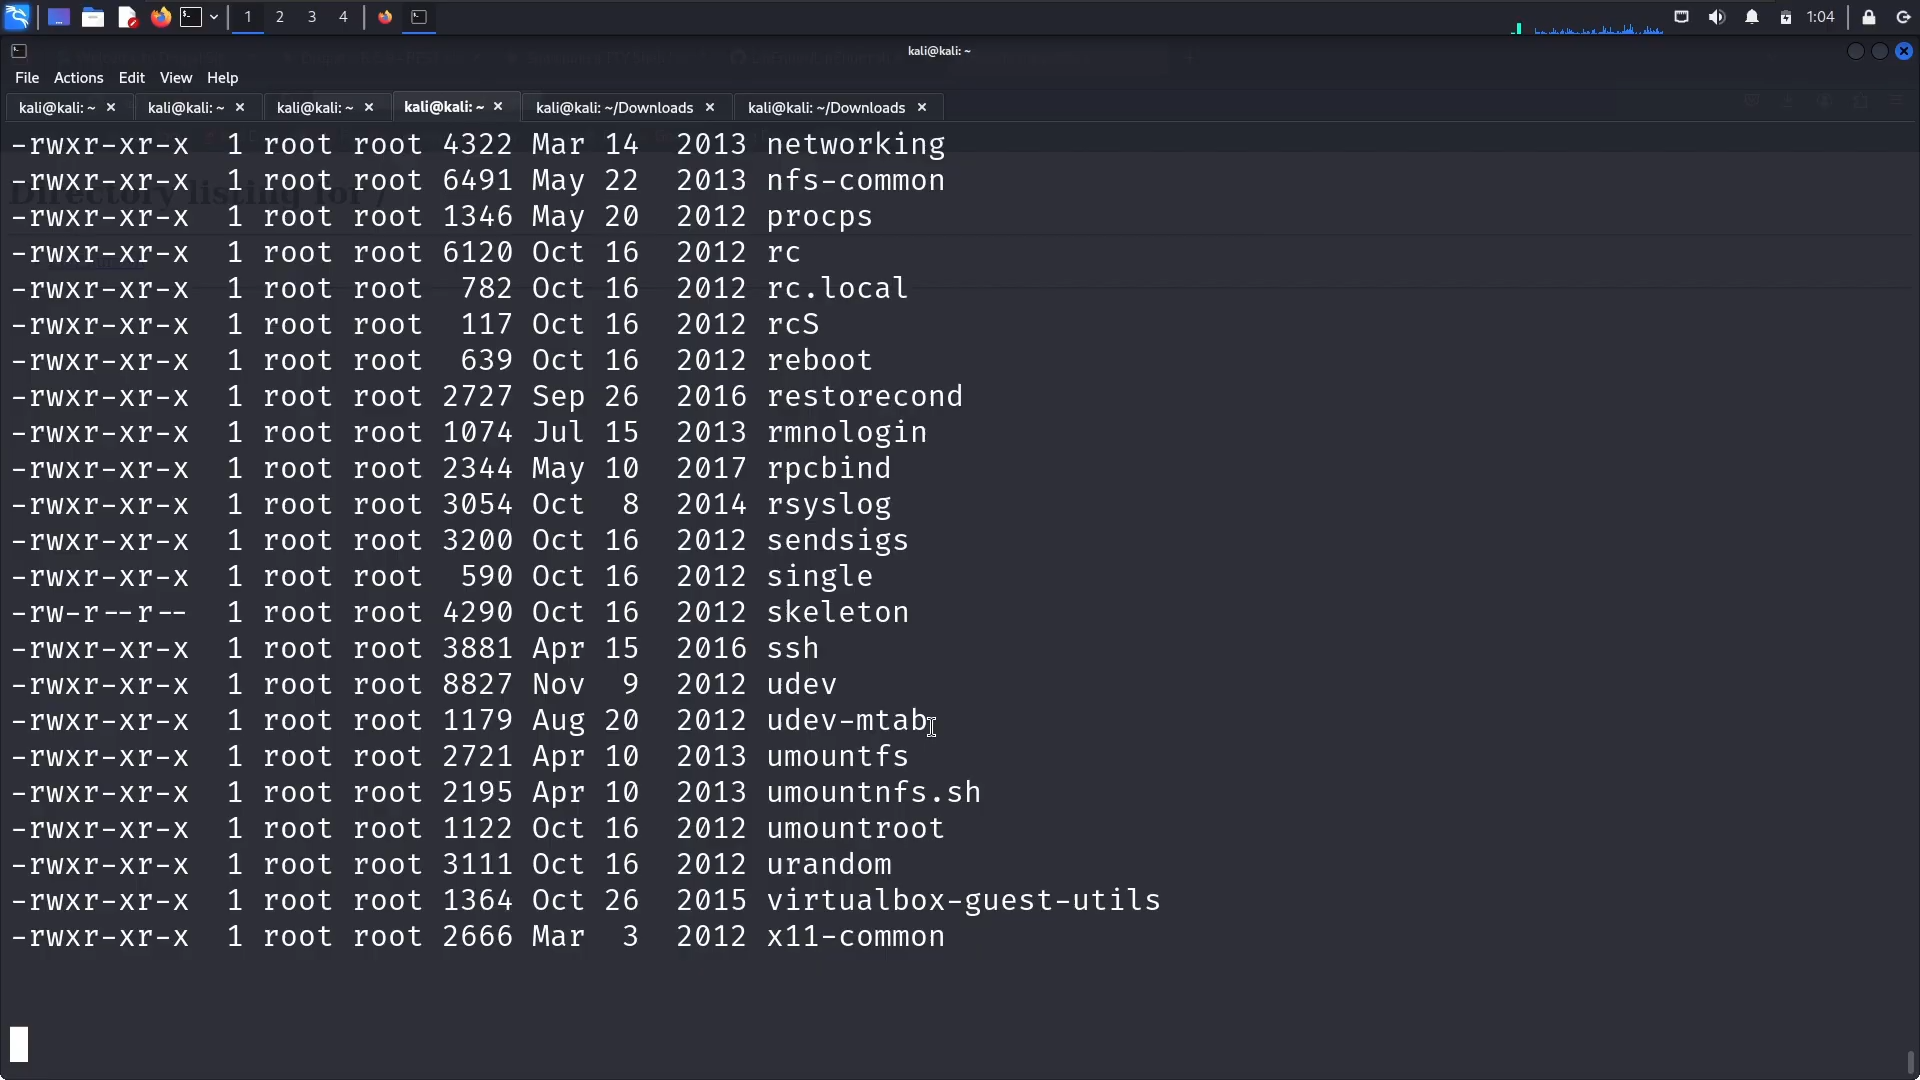 1 2 3 4
1:04
kali@kali: ~
File Actions Edit View Help
kali@kali: ~ × kali@kali: ~ × kali@kali: ~ × kali@kali: ~ × kali@kali: ~/Downloads × kali@kali: ~/Downloads ×
-rwxr-xr-x 1 root root 4322 Mar 14 2013 networking
Directory listing for /
-rwxr-xr-x 1 root root 6491 May 22 2013 nfs-common
-rwxr-xr-x 1 root root 1346 May 20 2012 procps
-rwxr-xr-x 1 root root 6120 Oct 16 2012 rc
-rwxr-xr-x 1 root root 782 Oct 16 2012 rc.local
-rwxr-xr-x 1 root root 117 Oct 16 2012 rcS
-rwxr-xr-x 1 root root 639 Oct 16 2012 reboot
-rwxr-xr-x 1 root root 2727 Sep 26 2016 restorecond
-rwxr-xr-x 1 root root 1074 Jul 15 2013 rmnologin
-rwxr-xr-x 1 root root 2344 May 10 2017 rpcbind
-rwxr-xr-x 1 root root 3054 Oct 8 2014 rsyslog
-rwxr-xr-x 1 root root 3200 Oct 16 2012 sendsigs
-rwxr-xr-x 1 root root 590 Oct 16 2012 single
-rw-r--r-- 1 root root 4290 Oct 16 2012 skeleton
-rwxr-xr-x 1 root root 3881 Apr 15 2016 ssh
-rwxr-xr-x 1 root root 8827 Nov 9 2012 udev
-rwxr-xr-x 1 root root 1179 Aug 20 2012 udev-mtab
-rwxr-xr-x 1 root root 2721 Apr 10 2013 umountfs
-rwxr-xr-x 1 root root 2195 Apr 10 2013 umountnfs.sh
-rwxr-xr-x 1 root root 1122 Oct 16 2012 umountroot
-rwxr-xr-x 1 root root 3111 Oct 16 2012 urandom
-rwxr-xr-x 1 root root 1364 Oct 26 2015 virtualbox-guest-utils
-rwxr-xr-x 1 root root 2666 Mar 3 2012 x11-common